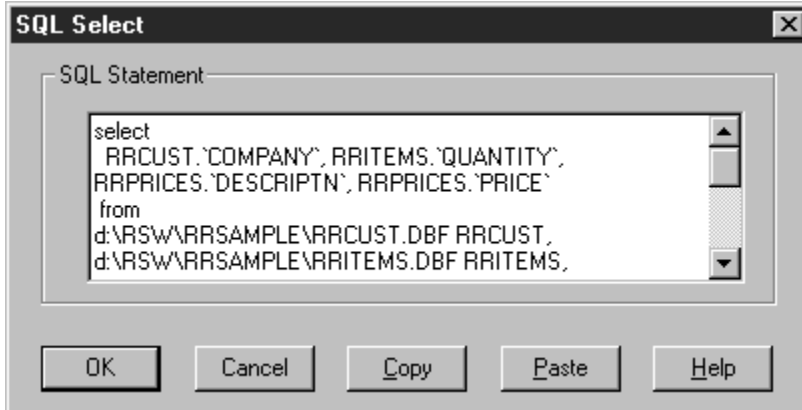 SQL Select
SQL Statement
select
RRCUST.`COMPANY`, RRITEMS.`QUANTITY`,
RRPRICES.`DESCRIPTN`, RRPRICES.`PRICE`
from
d:\RSW\RRSAMPLE\RRCUST.DBF RRCUST,
d:\RSW\RRSAMPLE\RRITEMS.DBF RRITEMS,
OK Cancel Copy Paste Help